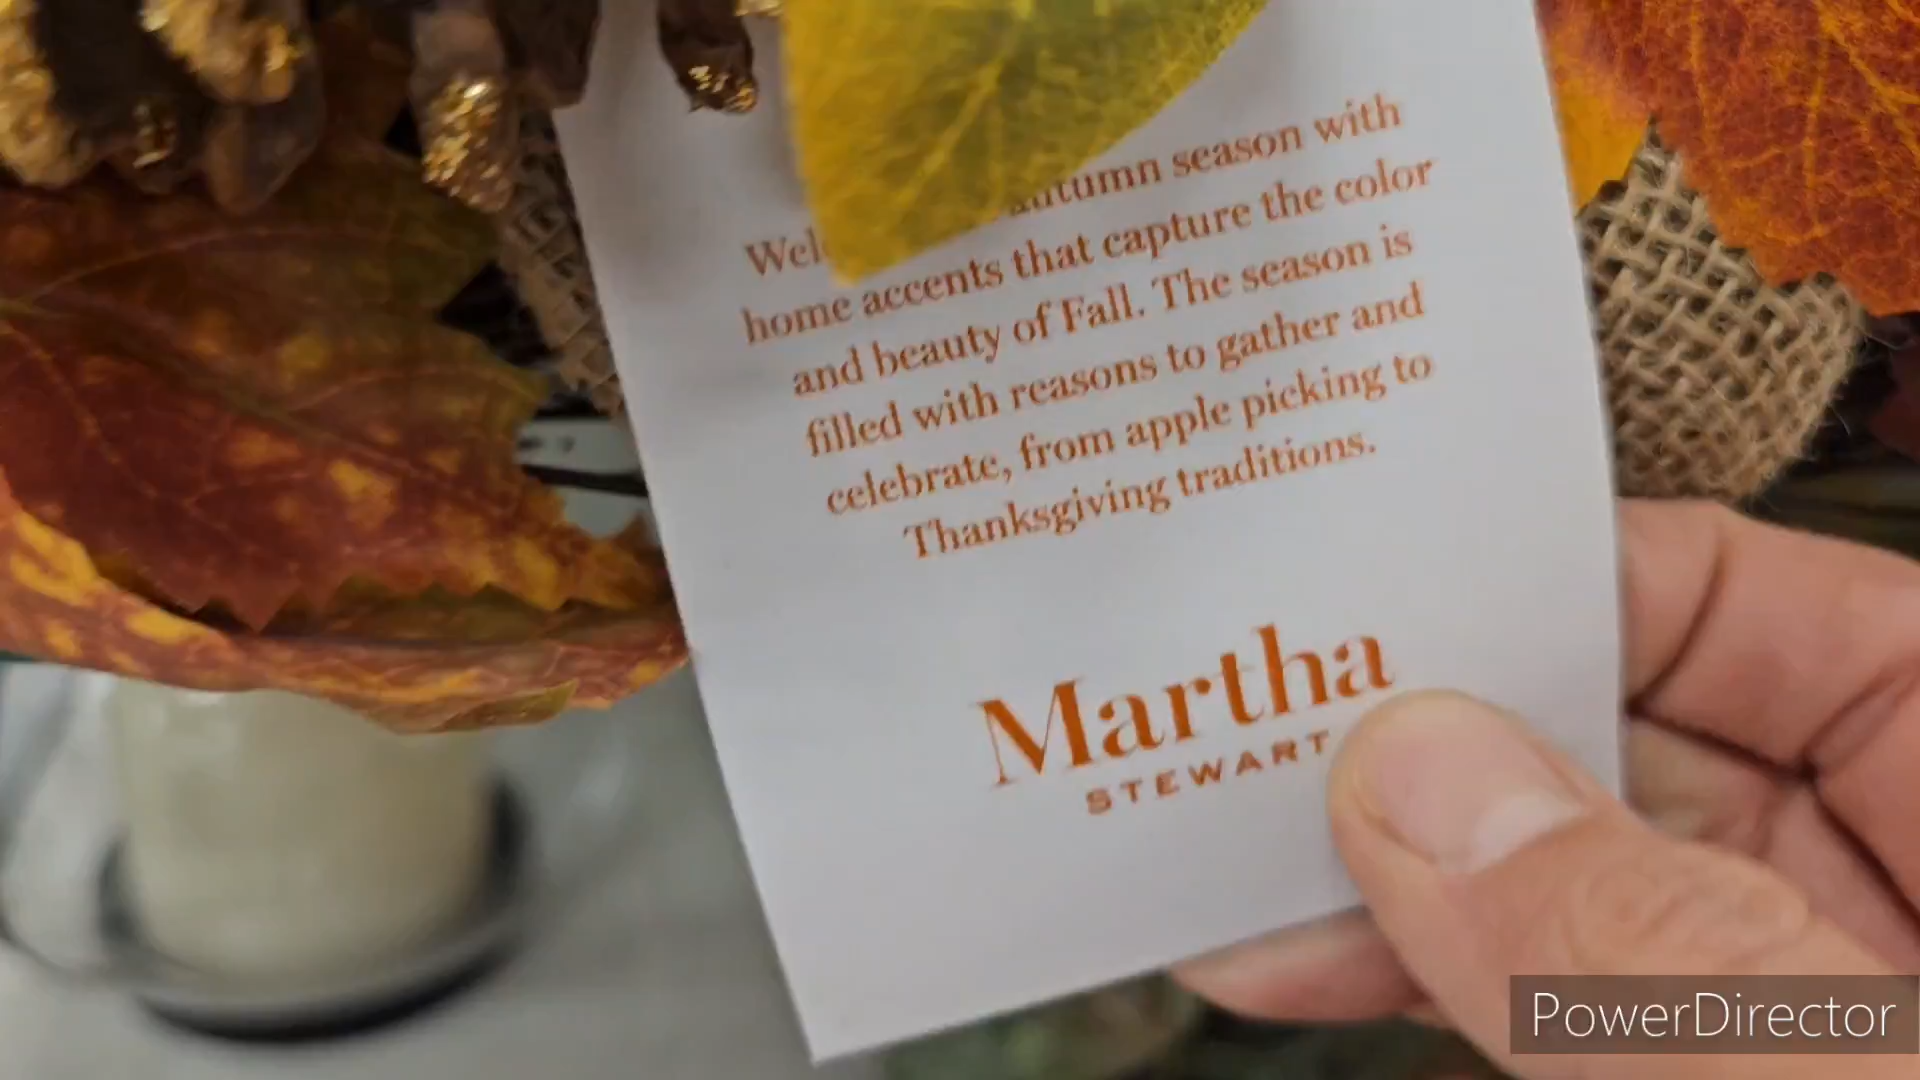 autumn season with
home accents that capture the color
and beauty of Fall. The season is
filled with reasons to gather and
celebrate, from apple picking to
Thanksgiving traditions.
Martha
STEWART
PowerDirector